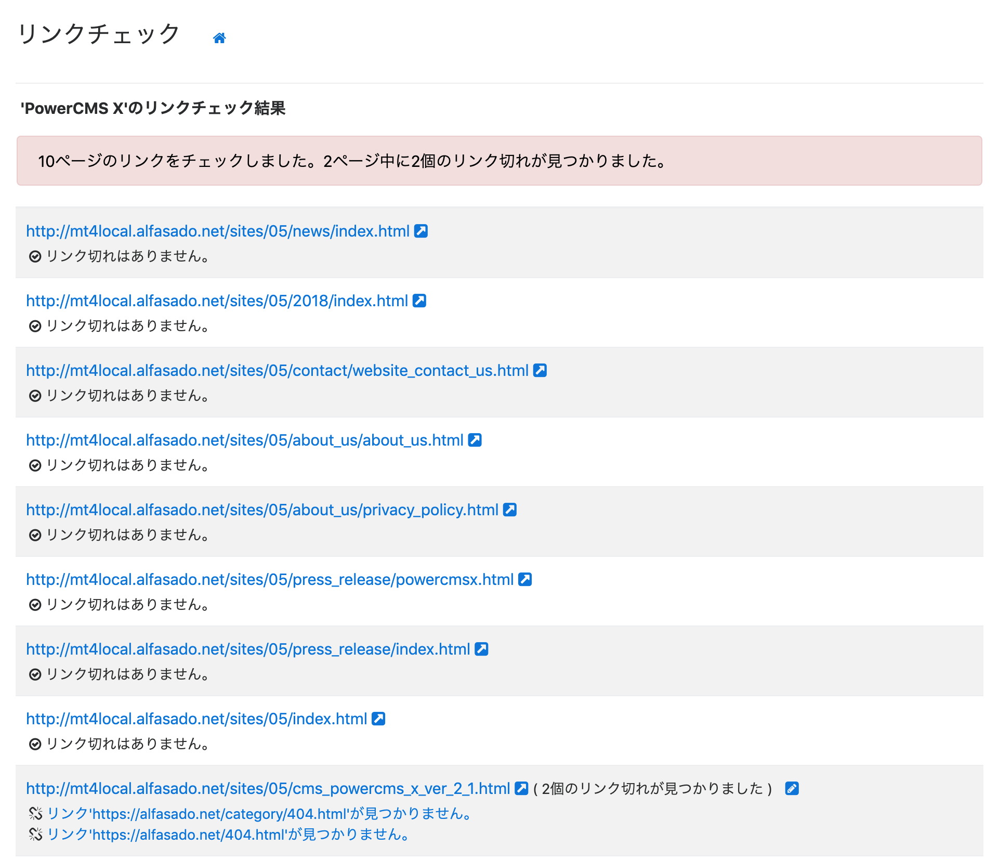 リンクチェック
'PowerCMS X'のリンクチェック結果
10ページのリンクをチェックしました。2ページ中に2個のリンク切れが見つかりました。
http://mt4local.alfasado.net/sites/05/news/index.html
リンク切れはありません。
http://mt4local.alfasado.net/sites/05/2018/index.html
リンク切れはありません。
http://mt4local.alfasado.net/sites/05/contact/website_contact_us.html
リンク切れはありません。
http://mt4local.alfasado.net/sites/05/about_us/about_us.html
リンク切れはありません。
http://mt4local.alfasado.net/sites/05/about_us/privacy_policy.html
リンク切れはありません。
http://mt4local.alfasado.net/sites/05/press_release/powercmsx.html
リンク切れはありません。
http://mt4local.alfasado.net/sites/05/press_release/index.html
リンク切れはありません。
http://mt4local.alfasado.net/sites/05/index.html
リンク切れはありません。
http://mt4local.alfasado.net/sites/05/cms_powercms_x_ver_2_1.html ( 2個のリンク切れが見つかりました )
リンク'https://alfasado.net/category/404.html'が見つかりません。
リンク'https://alfasado.net/404.html'が見つかりません。